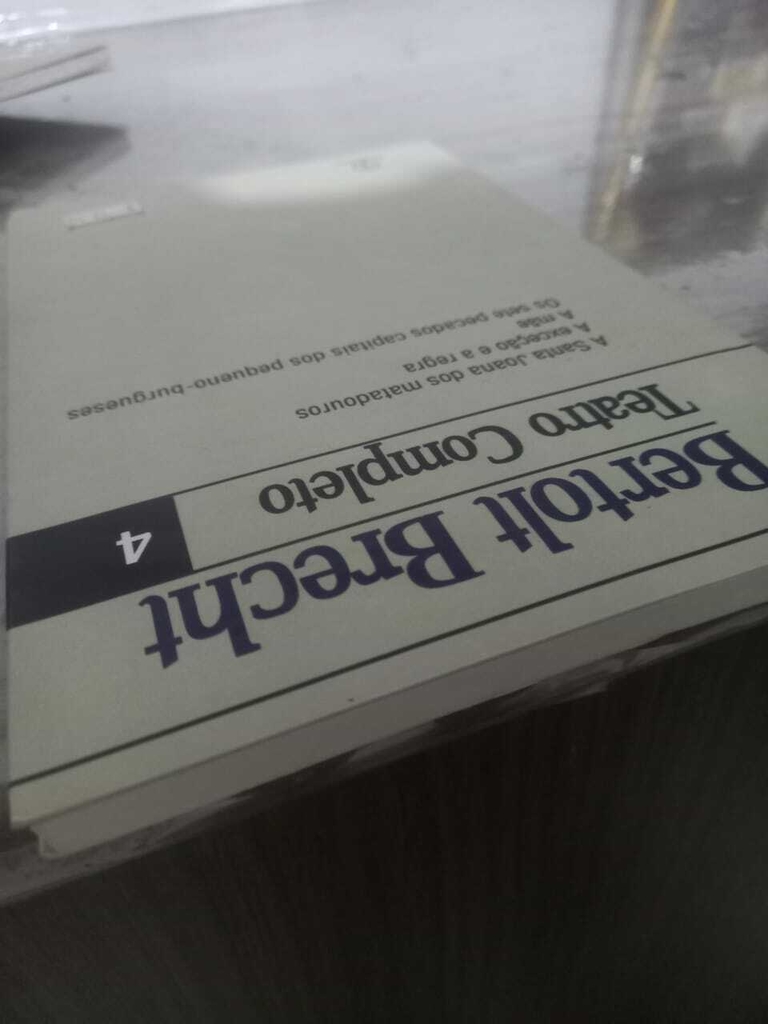 Bertolt Brecht
Teatro Completo
4
A Santa Joana dos matadouros
A exceção e a regra
A mãe
Os sete pecados capitais dos pequeno-burgueses